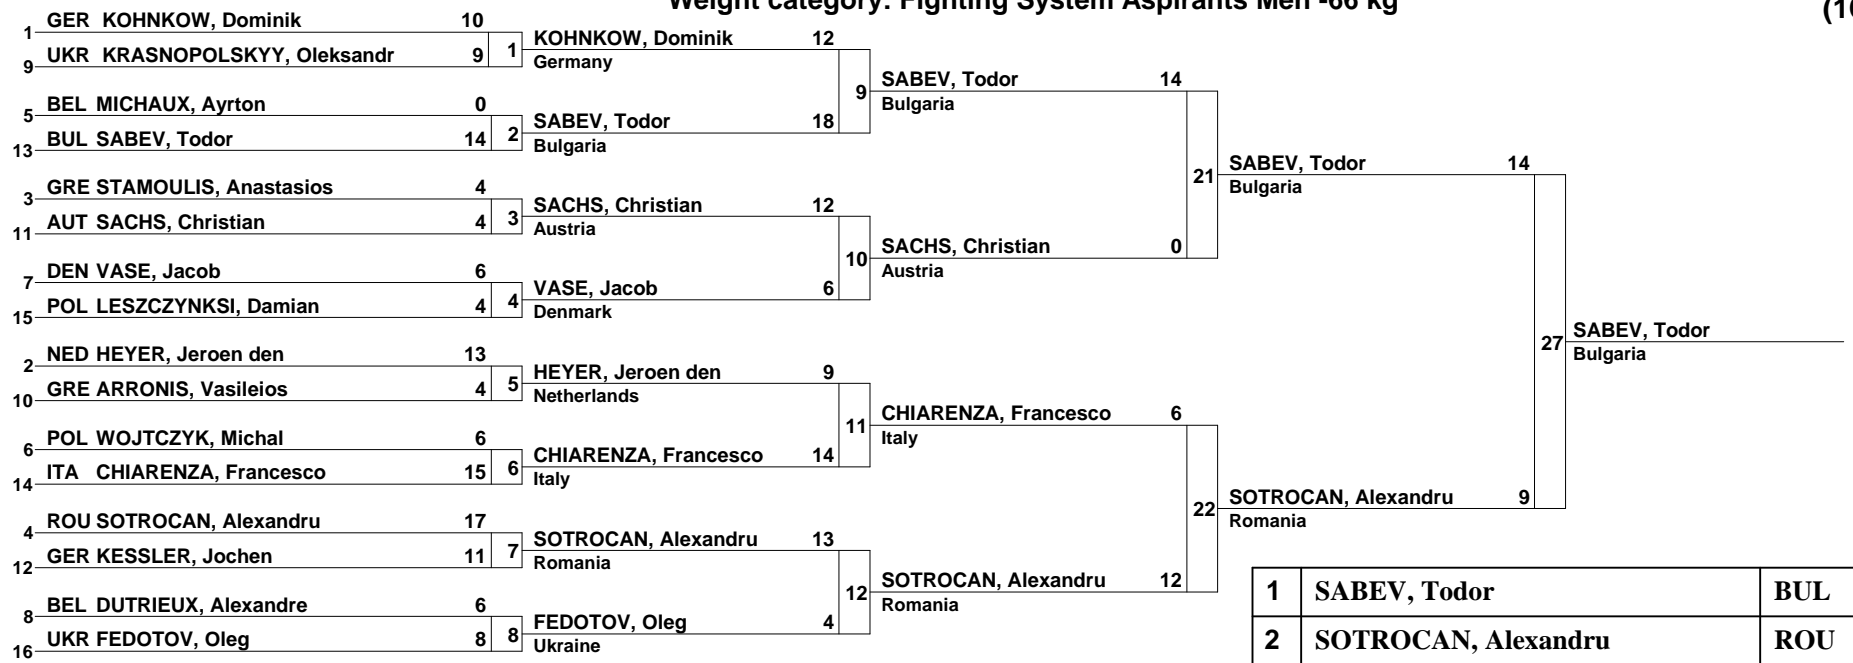 Weight category: Fighting System Aspirants Men -66 kg
1 GER KOHNKOW, Dominik 10
9 UKR KRASNOPOLSKYY, Oleksandr 9
1
5 BEL MICHAUX, Ayrton 0
13 BUL SABEV, Todor 14
2
3 GRE STAMOULIS, Anastasios 4
11 AUT SACHS, Christian 4
3
7 DEN VASE, Jacob 6
15 POL LESZCZYNKSI, Damian 4
4
2 NED HEYER, Jeroen den 13
10 GRE ARRONIS, Vasileios 4
5
6 POL WOJTCZYK, Michal 6
14 ITA CHIARENZA, Francesco 15
6
4 ROU SOTROCAN, Alexandru 17
12 GER KESSLER, Jochen 11
7
8 BEL DUTRIEUX, Alexandre 6
16 UKR FEDOTOV, Oleg 8
8
KOHNKOW, Dominik 12
Germany
9
SABEV, Todor 18
Bulgaria
SACHS, Christian 12
Austria
10
VASE, Jacob 6
Denmark
HEYER, Jeroen den 9
Netherlands
11
CHIARENZA, Francesco 14
Italy
SOTROCAN, Alexandru 13
Romania
12
FEDOTOV, Oleg 4
Ukraine
SABEV, Todor 14
Bulgaria
21
SACHS, Christian 0
Austria
CHIARENZA, Francesco 6
Italy
22
SOTROCAN, Alexandru 12
Romania
SABEV, Todor 14
Bulgaria
27
SOTROCAN, Alexandru 9
Romania
SABEV, Todor
Bulgaria
1 SABEV, Todor BUL
2 SOTROCAN, Alexandru ROU